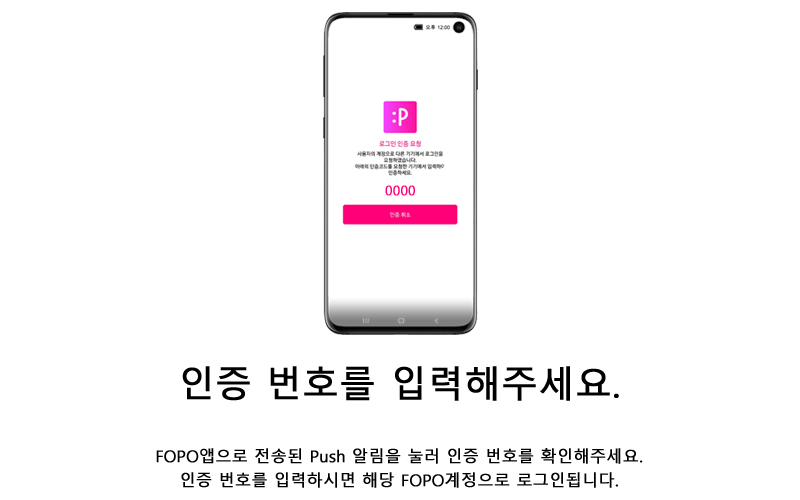 오후 12:00
:P
로그인 인증 요청
사용자의 계정으로 다른 기기에서 로그인을
요청하였습니다.
아래의 인증코드를 요청한 기기에서 입력하여
인증하세요.
0000
인증 취소
인증 번호를 입력해주세요.
FOPO앱으로 전송된 Push 알림을 눌러 인증 번호를 확인해주세요.
인증 번호를 입력하시면 해당 FOPO계정으로 로그인됩니다.